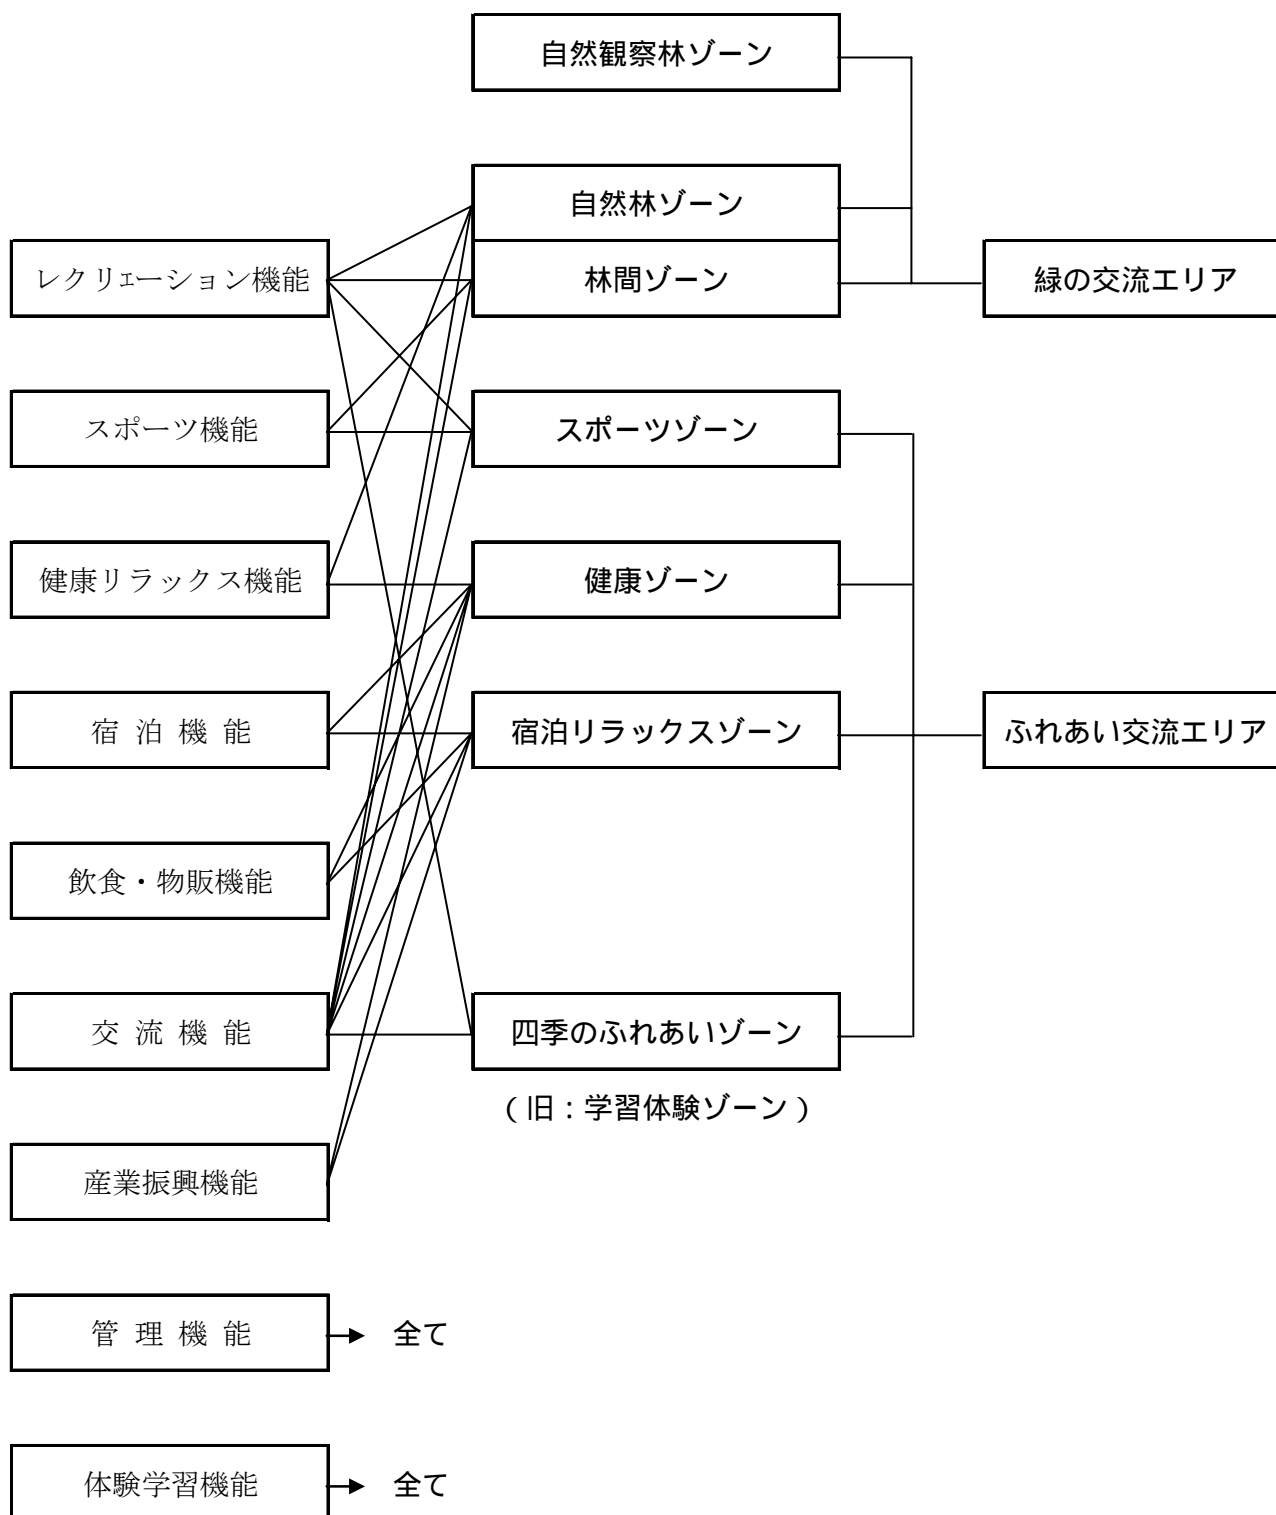 自然観察林ゾーン
自然林ゾーン
レクリェーション機能
林間ゾーン
緑の交流エリア
スポーツ機能
スポーツゾーン
健康リラックス機能
健康ゾーン
宿 泊 機 能
宿泊リラックスゾーン
ふれあい交流エリア
飲食・物販機能
交 流 機 能
四季のふれあいゾーン
（旧：学習体験ゾーン）
産業振興機能
管 理 機 能
全て
体験学習機能
全て